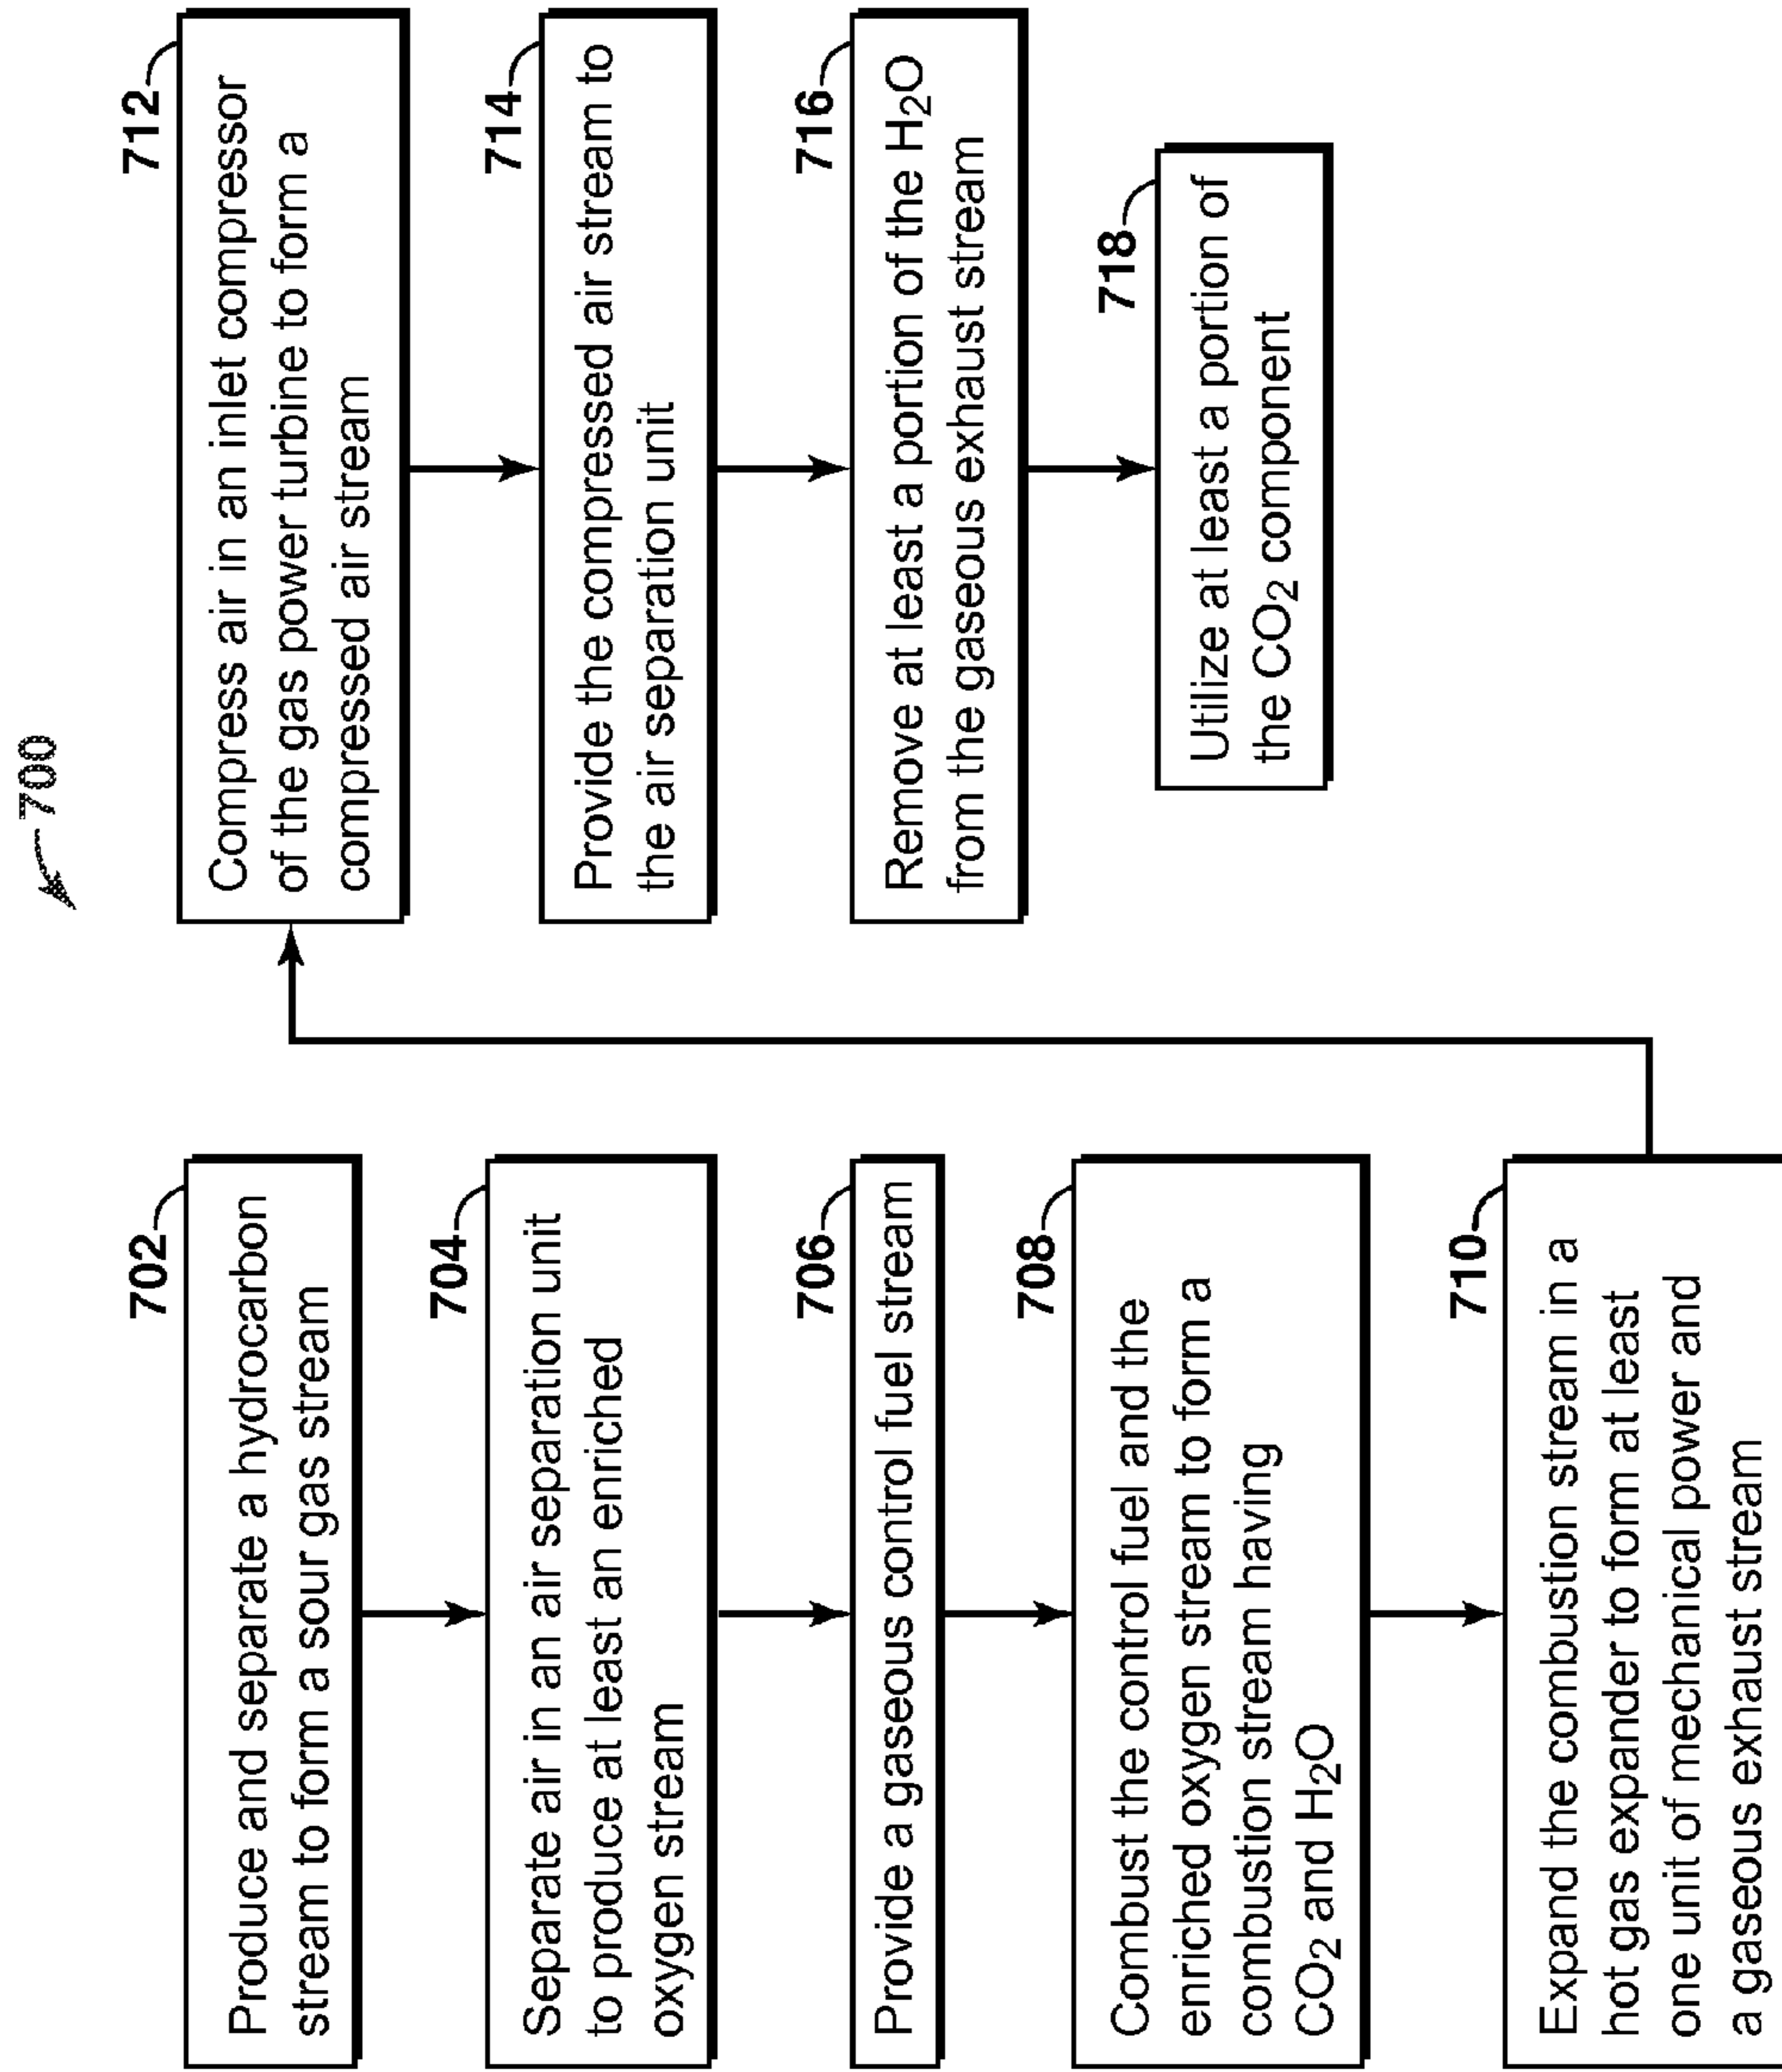 700
702
Produce and separate a hydrocarbon
stream to form a sour gas stream
704
Separate air in an air separation unit
to produce at least an enriched
oxygen stream
706
Provide a gaseous control fuel stream
708
Combust the control fuel and the
enriched oxygen stream to form a
combustion stream having
CO₂ and H₂O
710
Expand the combustion stream in a
hot gas expander to form at least
one unit of mechanical power and
a gaseous exhaust stream
712
Compress air in an inlet compressor
of the gas power turbine to form a
compressed air stream
714
Provide the compressed air stream to
the air separation unit
716
Remove at least a portion of the H₂O
from the gaseous exhaust stream
718
Utilize at least a portion of
the CO₂ component